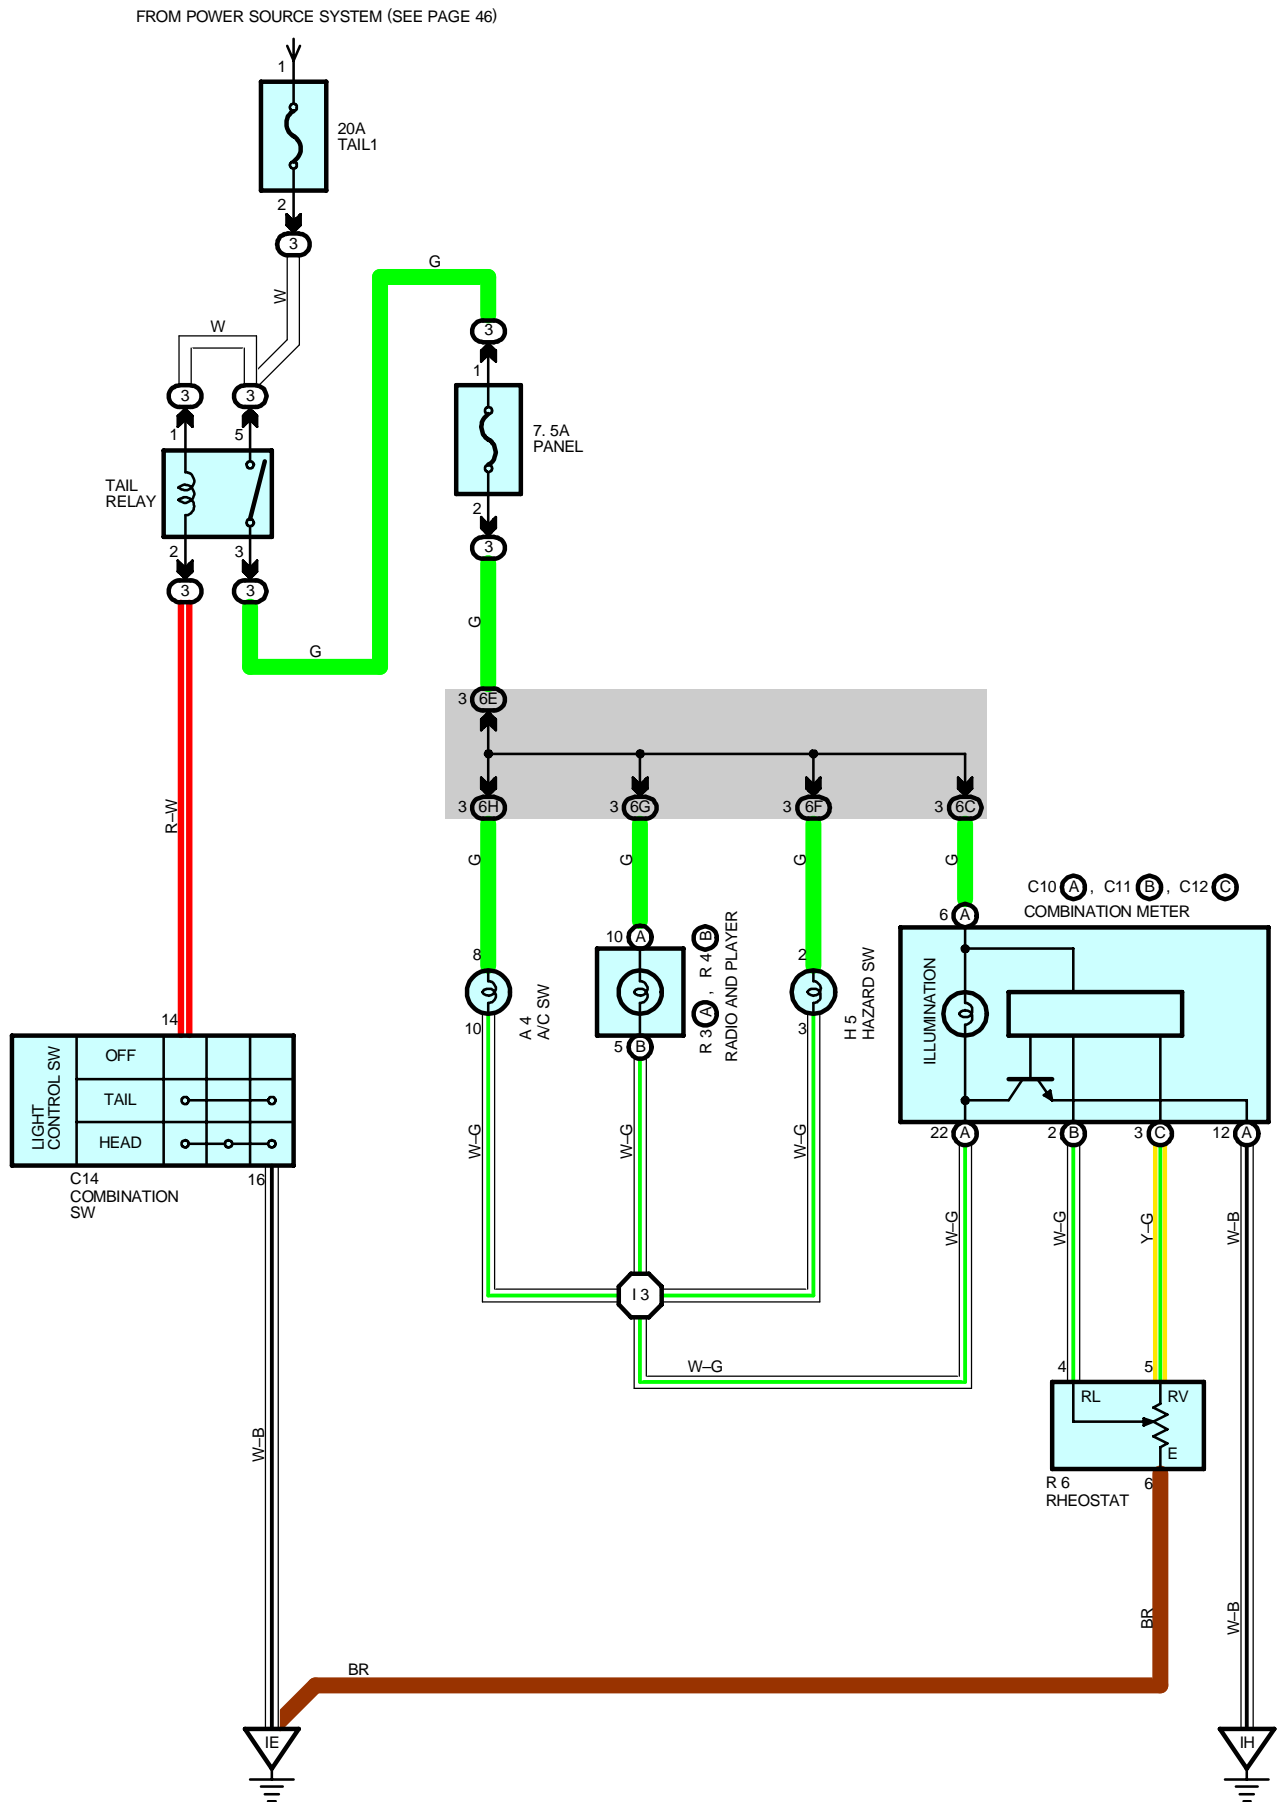 FROM POWER SOURCE SYSTEM (SEE PAGE 46)
1
20A
TAIL1
2
3
W
W
G
3
3
3
1
5
1
7. 5A
PANEL
TAIL
RELAY
2
3
2
3
3
3
G
G
3 6E
3 6H
3 6G
3 6F
3 6C
R–W
G
G
G
G
C10 A , C11 B , C12 C
COMBINATION METER
6 A
10 A
8
2
A 4
A/C SW
R 3 A , R 4 B
RADIO AND PLAYER
H 5
HAZARD SW
ILLUMINATION
10
5 B
3
14
LIGHT
CONTROL SW
OFF
TAIL
HEAD
C14
COMBINATION
SW
16
22 A
2 B
3 C
12 A
W–G
W–G
W–G
W–G
W–G
Y–G
W–B
I 3
W–G
4
5
RL
RV
E
R 6
RHEOSTAT
6
W–B
BR
W–B
BR
IE
IH